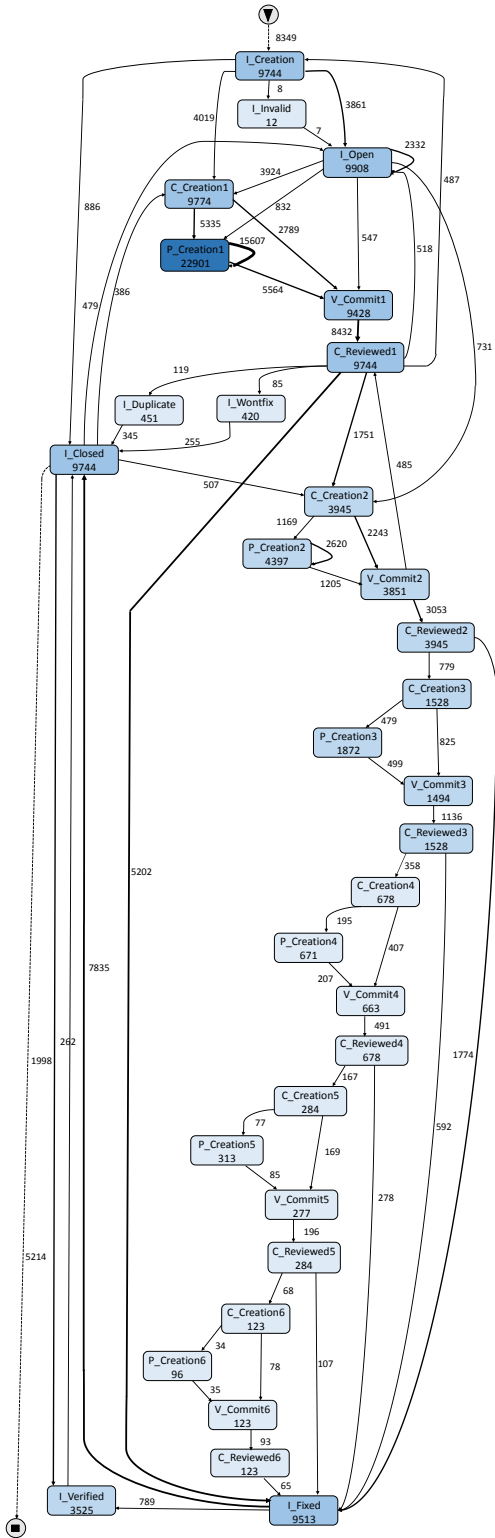 8349
I_Creation
9744
8
3861
4019
I_Invalid
12
7
2332
I_Open
9908
487
3924
C_Creation1
9774
832
886
5335
2789
547
518
15607
P_Creation1
22901
5564
386
479
V_Commit1
9428
8432
731
C_Reviewed1
9744
119
85
I_Duplicate
451
I_Wontfix
420
1751
345
255
I_Closed
9744
485
507
C_Creation2
3945
1169
2243
2620
P_Creation2
4397
1205
V_Commit2
3851
3053
C_Reviewed2
3945
779
C_Creation3
1528
479
825
P_Creation3
1872
499
V_Commit3
1494
1136
C_Reviewed3
1528
358
5202
C_Creation4
678
195
407
P_Creation4
671
7835
207
V_Commit4
663
491
262
C_Reviewed4
678
1998
1774
167
C_Creation5
284
77
592
P_Creation5
313
169
85
278
V_Commit5
277
196
5214
C_Reviewed5
284
68
C_Creation6
123
34
107
P_Creation6
96
78
35
V_Commit6
123
93
C_Reviewed6
123
65
I_Verified
3525
789
I_Fixed
9513